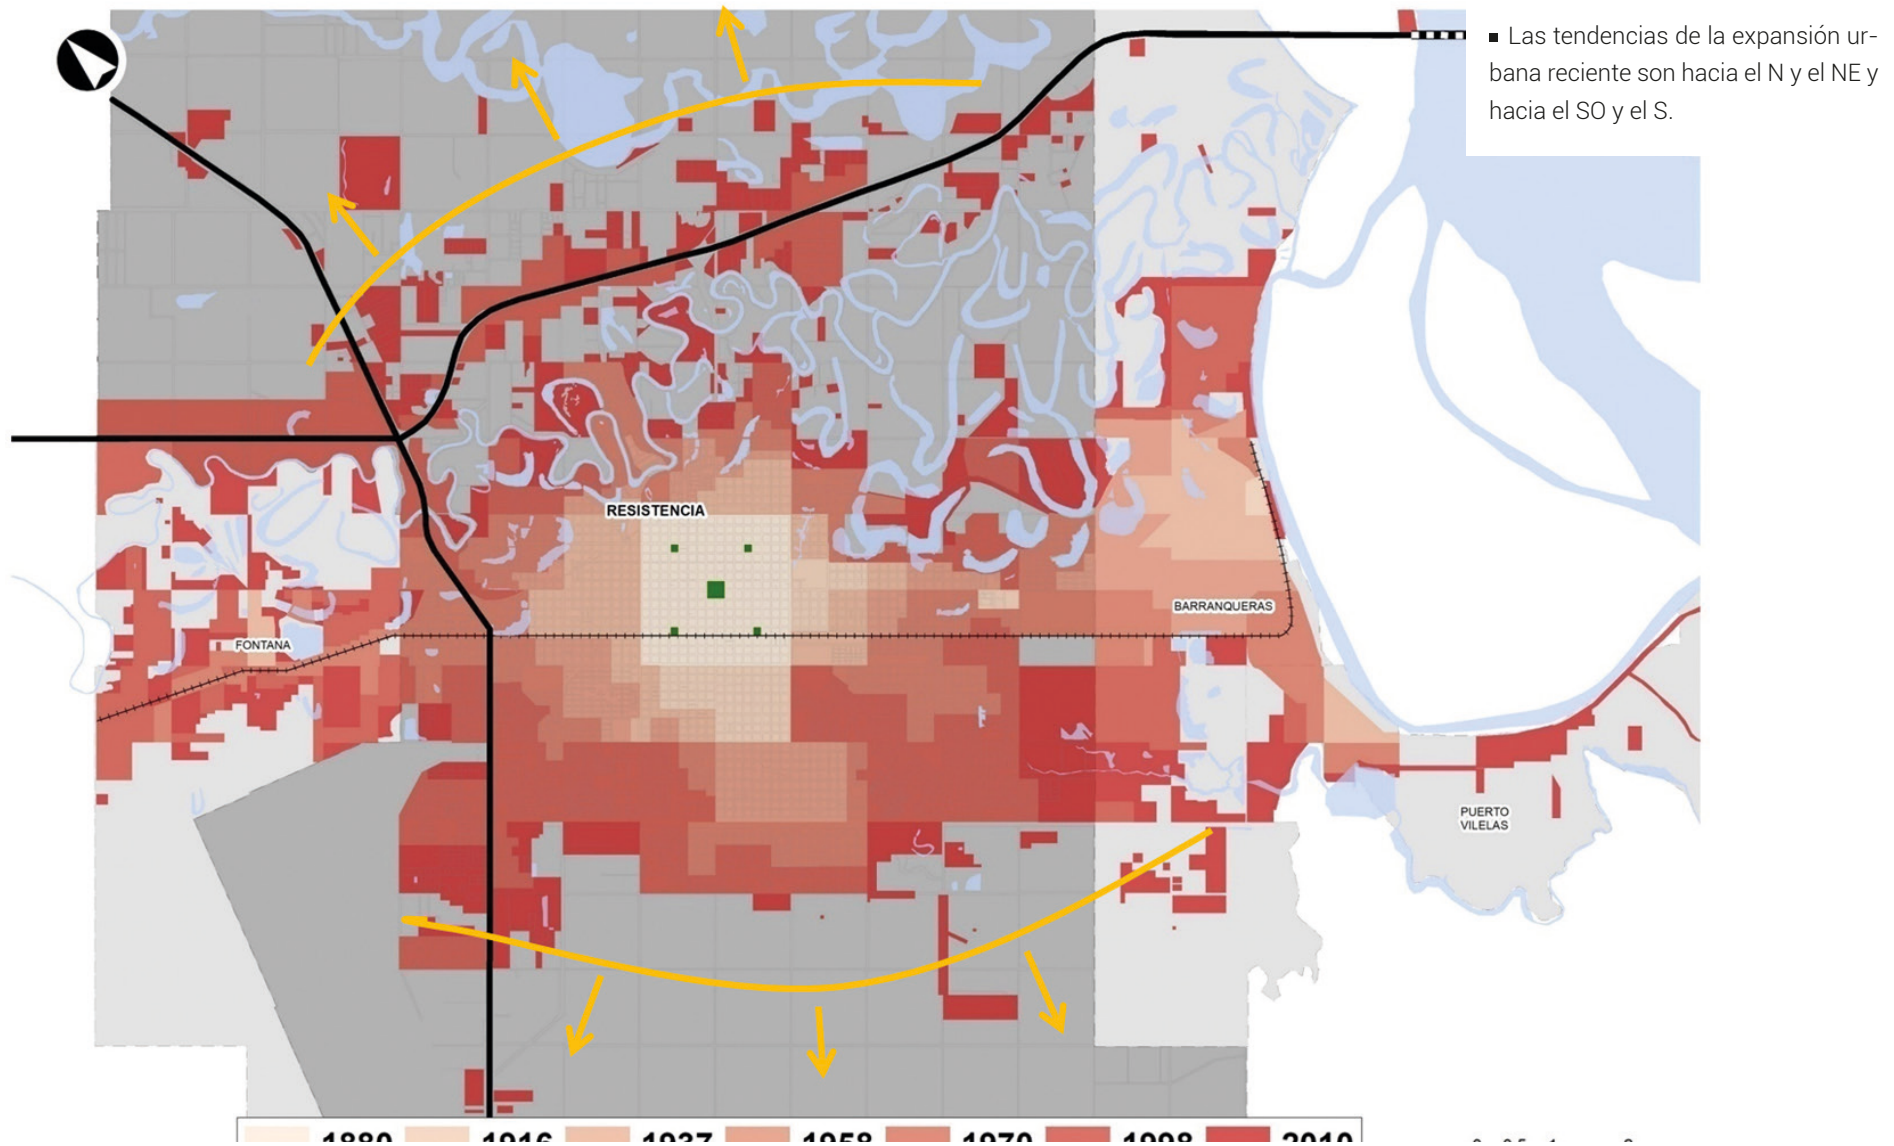 ■ Las tendencias de la expansión ur-
bana reciente son hacia el N y el NE y
hacia el SO y el S.
RESISTENCIA
BARRANQUERAS
FONTANA
PUERTO
VILELAS
1880 1916 1937 1958 1970 1998 2010